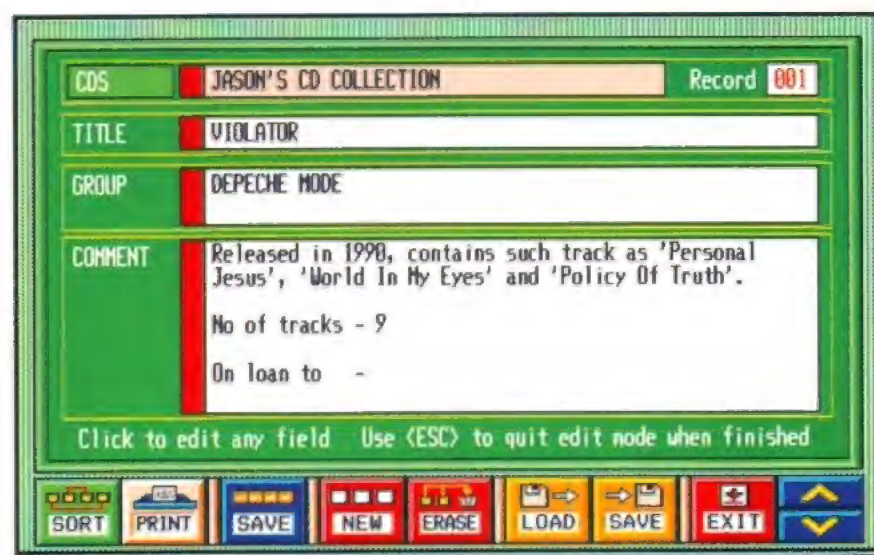 CDS JASON'S CD COLLECTION Record 001
TITLE VIOLATOR
GROUP DEPECHE MODE
COMMENT Released in 1990, contains such track as 'Personal
Jesus', 'World In My Eyes' and 'Policy Of Truth'.
No of tracks - 9
On loan to -
Click to edit any field Use <ESC> to quit edit mode when finished
SORT PRINT SAVE NEW ERASE LOAD SAVE EXIT